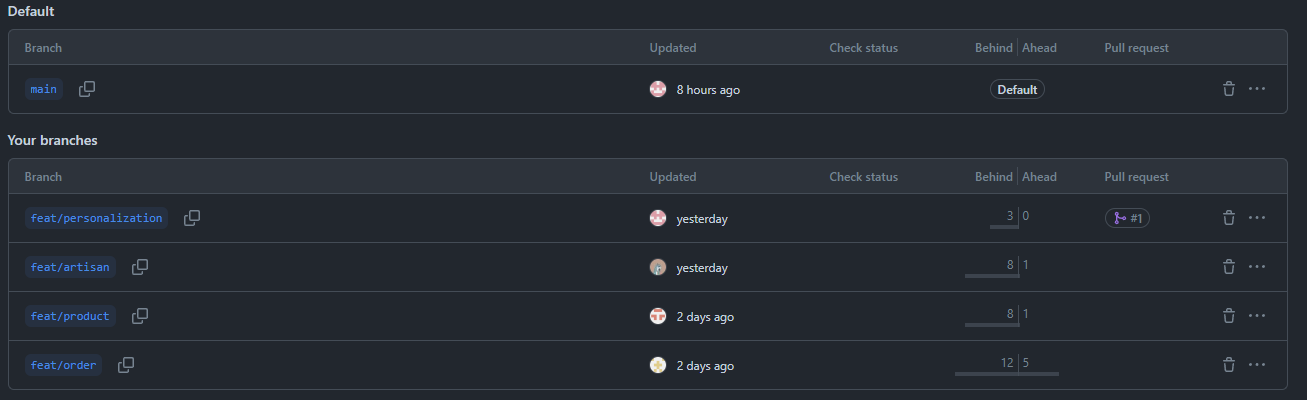 Default
Branch Updated Check status Behind Ahead Pull request
main 8 hours ago Default
Your branches
Branch Updated Check status Behind Ahead Pull request
feat/personalization yesterday 3 0 #1
feat/artisan yesterday 8 1
feat/product 2 days ago 8 1
feat/order 2 days ago 12 5